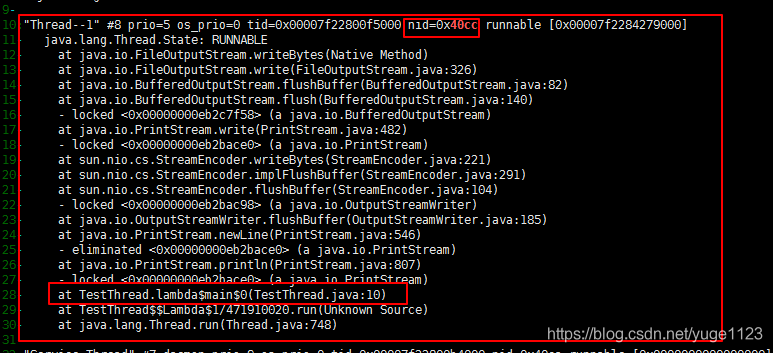 9
10 "Thread--1" #8 prio=5 os_prio=0 tid=0x00007f22800f5000 nid=0x40cc runnable [0x00007f2284279000]
11 java.lang.Thread.State: RUNNABLE
12 at java.io.FileOutputStream.writeBytes(Native Method)
13 at java.io.FileOutputStream.write(FileOutputStream.java:326)
14 at java.io.BufferedOutputStream.flushBuffer(BufferedOutputStream.java:82)
15 at java.io.BufferedOutputStream.flush(BufferedOutputStream.java:140)
16 - locked <0x00000000eb2c7f58> (a java.io.BufferedOutputStream)
17 at java.io.PrintStream.write(PrintStream.java:482)
18 - locked <0x00000000eb2bace0> (a java.io.PrintStream)
19 at sun.nio.cs.StreamEncoder.writeBytes(StreamEncoder.java:221)
20 at sun.nio.cs.StreamEncoder.implFlushBuffer(StreamEncoder.java:291)
21 at sun.nio.cs.StreamEncoder.flushBuffer(StreamEncoder.java:104)
22 - locked <0x00000000eb2bac98> (a java.io.OutputStreamWriter)
23 at java.io.OutputStreamWriter.flushBuffer(OutputStreamWriter.java:185)
24 at java.io.PrintStream.newLine(PrintStream.java:546)
25 - eliminated <0x00000000eb2bace0> (a java.io.PrintStream)
26 at java.io.PrintStream.println(PrintStream.java:807)
27 - locked <0x00000000eb2bace0> (a java.io.PrintStream)
28 at TestThread.lambda$main$0(TestThread.java:10)
29 at TestThread$$Lambda$1/471910020.run(Unknown Source)
30 at java.lang.Thread.run(Thread.java:748)
31
https://blog.csdn.net/yuge1123